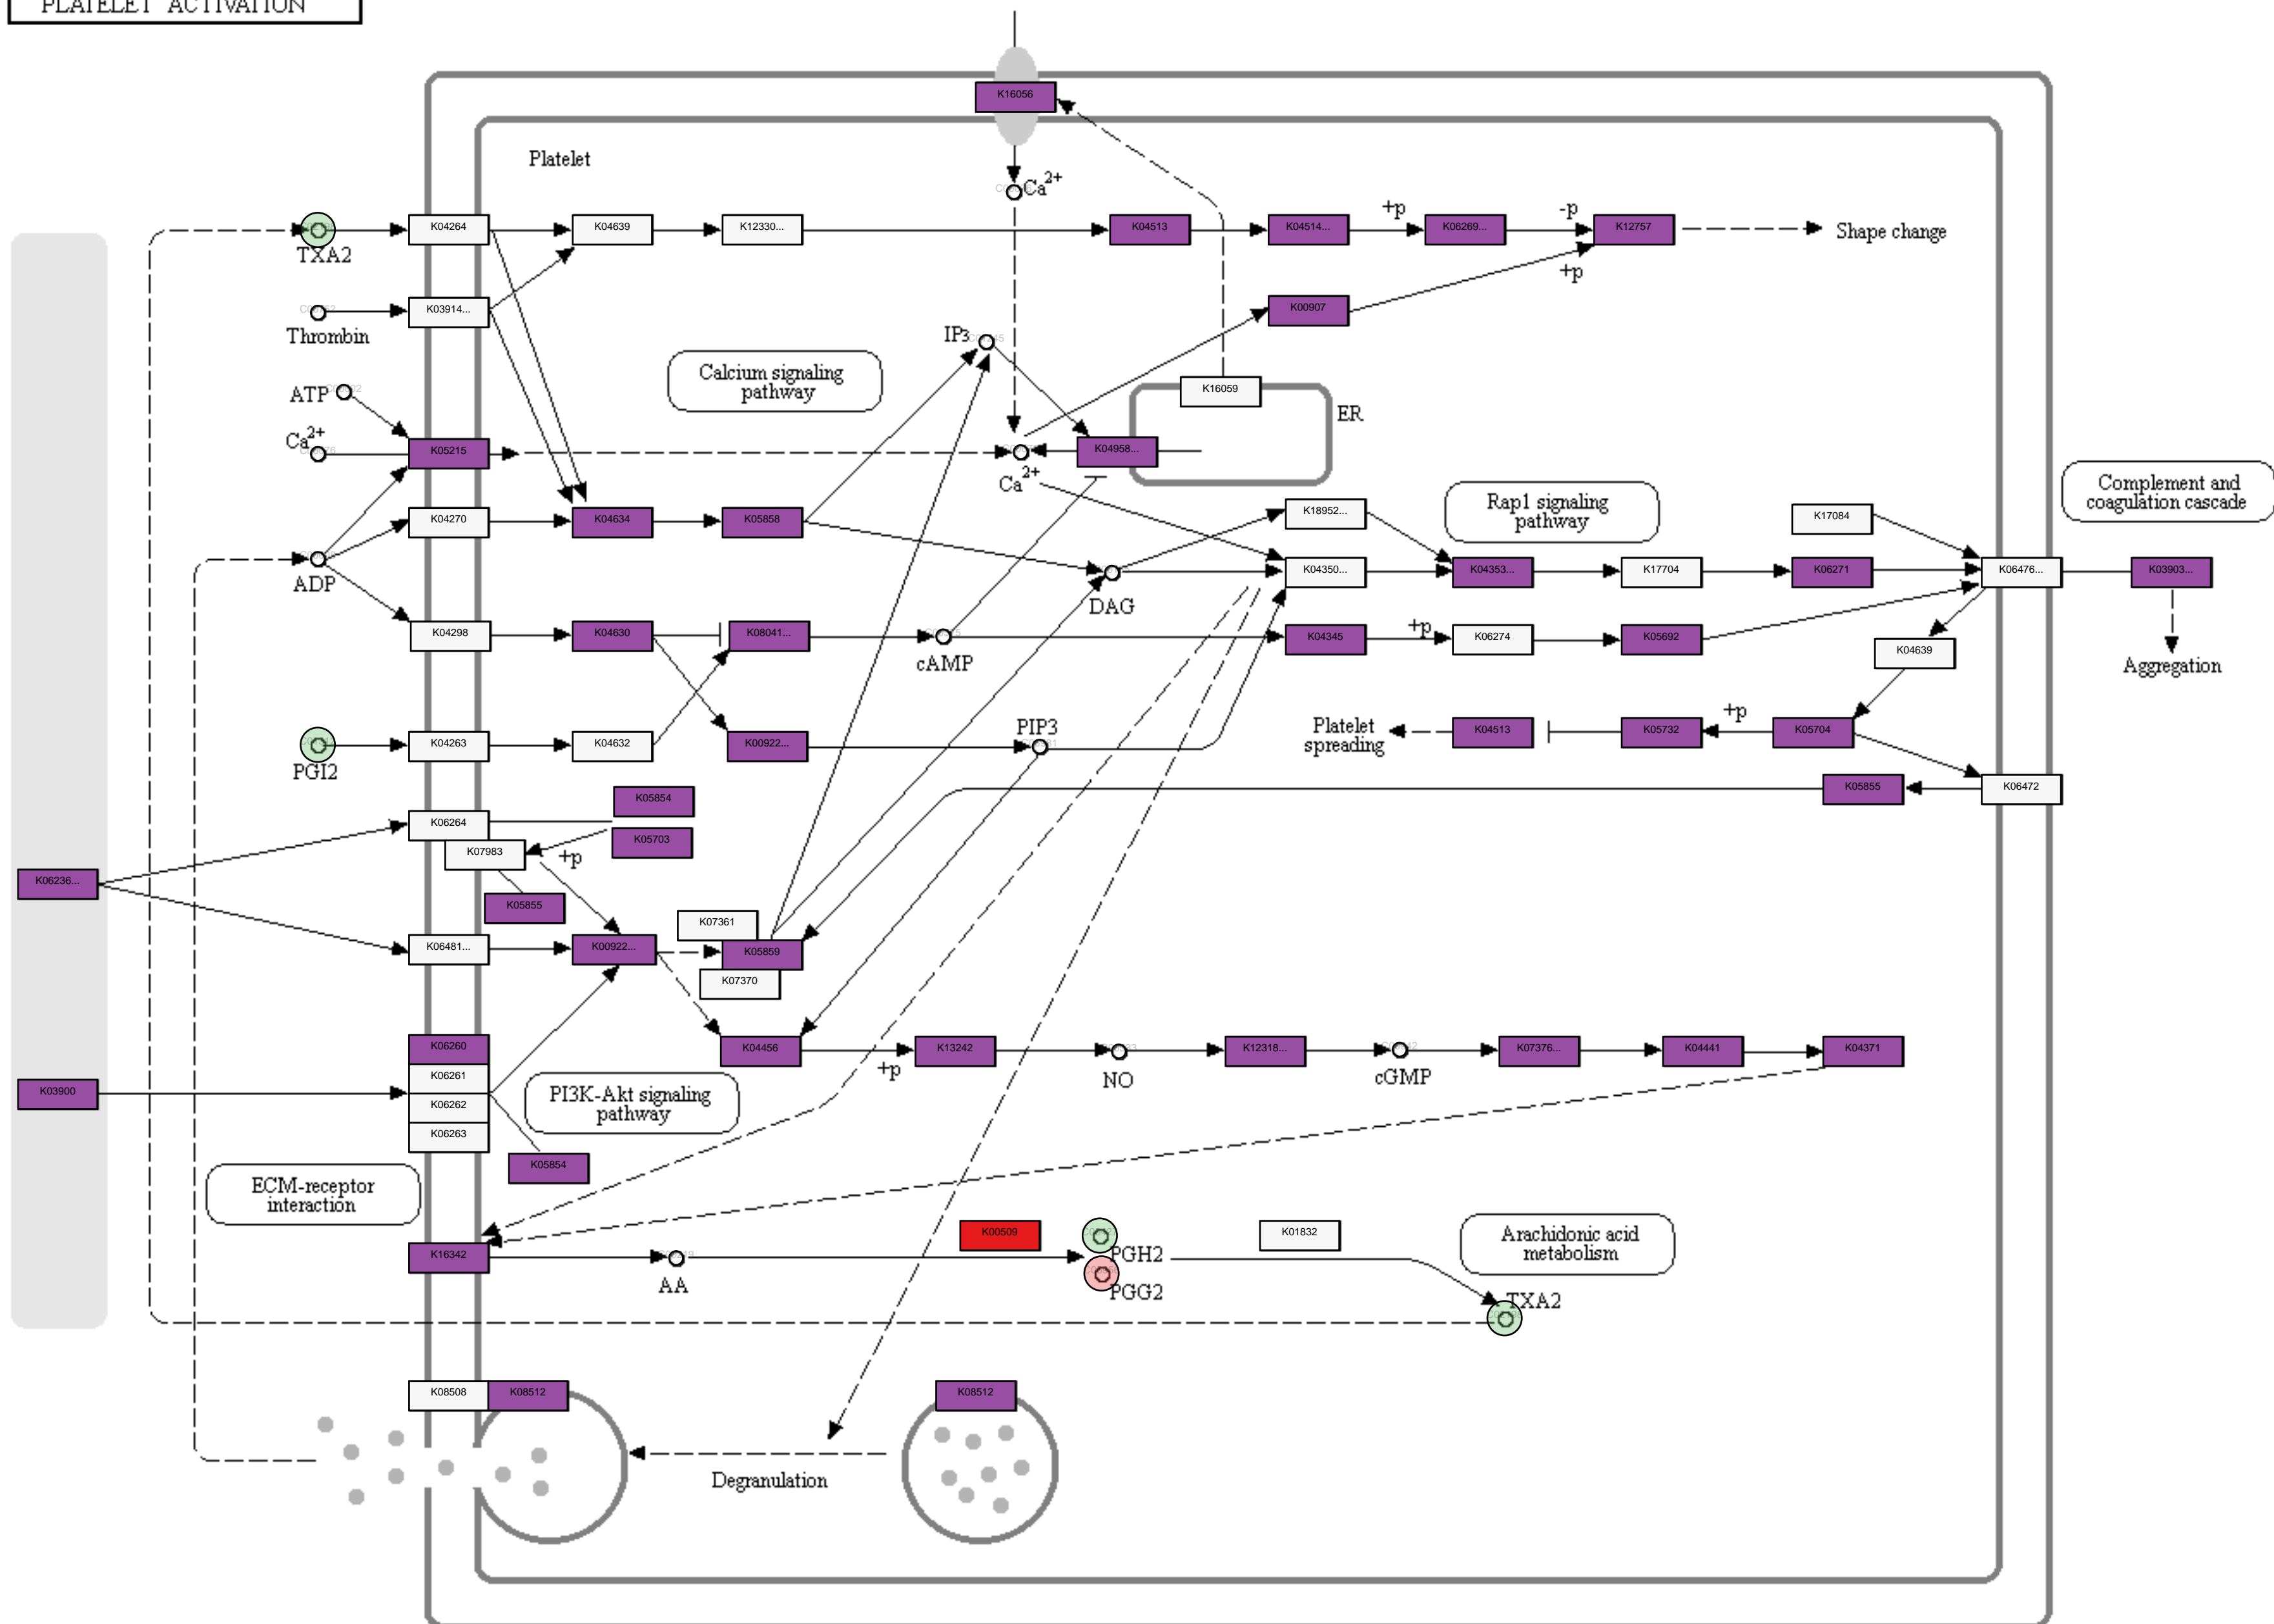 PLATELET ACTIVATION
K16056
Platelet
Ca2+
K04264
K04639
K12330...
K04513
K04514...
+p
K06269...
-p
K12757
Shape change
TXA2
+p
K03914...
Thrombin
K00907
IP3
Calcium signaling
pathway
K16059
ER
ATP
Ca2+
K05215
K04958...
Ca2+
Complement and
coagulation cascade
K04270
K04634
K05858
K18952...
Rap1 signaling
pathway
K17084
ADP
DAG
K04350...
K04353...
K17704
K06271
K06476...
K03903...
K04298
K04630
K08041...
cAMP
K04345
+p
K06274
K05692
K04639
Aggregation
PGI2
K04263
K04632
K00922...
PIP3
Platelet
spreading
K04513
K05732
+p
K05704
K05854
K05855
K06472
K06264
K05703
K07983
+p
K06236...
K05855
K07361
K06481...
K00922...
K05859
K07370
K06260
K04456
+p
K13242
NO
K12318...
cGMP
K07376...
K04441
K04371
K03900
K06261
K06262
K06263
PI3K-Akt signaling
pathway
K05854
ECM-receptor
interaction
K16342
AA
K00509
PGH2
PGG2
K01832
Arachidonic acid
metabolism
TXA2
K08508
K08512
K08512
Degranulation